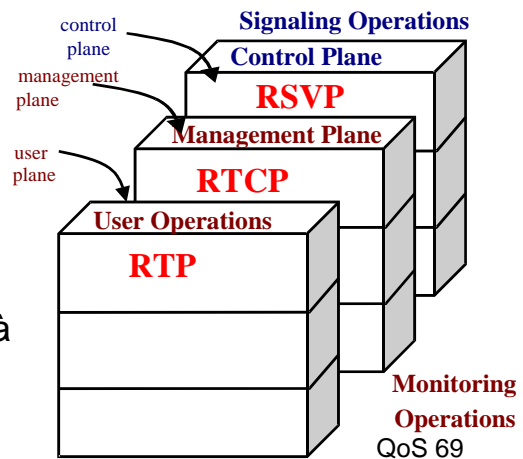 control
plane
Signaling Operations
Control Plane
management
plane
RSVP
Management Plane
user
plane
RTCP
User Operations
RTP
à
Monitoring
Operations
QoS 69